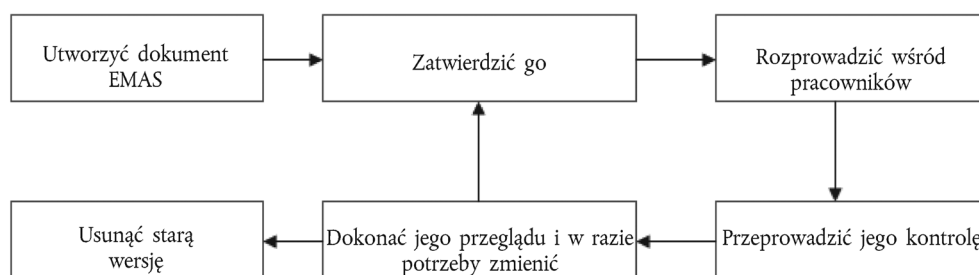 Utworzyć dokument
EMAS
Zatwierdzić go
Rozprowadzić wśród
pracowników
Usunąć starą
wersję
Dokonać jego przeglądu i w razie
potrzeby zmienić
Przeprowadzić jego kontrolę